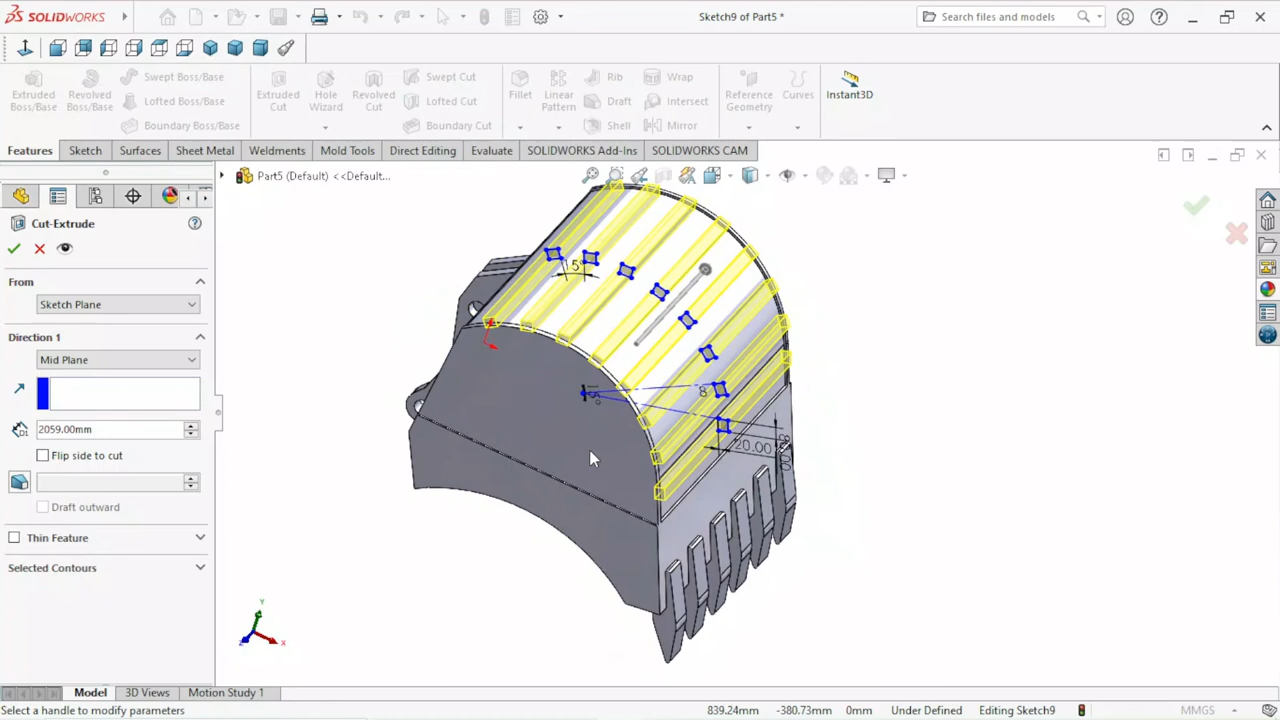 SOLIDWORKS
Sketch9 of Part5 *
Search files and models
Extruded Boss/Base
Revolved Boss/Base
Swept Boss/Base
Lofted Boss/Base
Boundary Boss/Base
Extruded Cut
Hole Wizard
Revolved Cut
Swept Cut
Lofted Cut
Boundary Cut
Fillet
Linear Pattern
Rib
Draft
Shell
Wrap
Intersect
Mirror
Reference Geometry
Curves
Instant3D
Features
Sketch
Surfaces
Sheet Metal
Weldments
Mold Tools
Direct Editing
Evaluate
SOLIDWORKS Add-Ins
SOLIDWORKS CAM
Part5 (Default) <<Default...
Cut-Extrude
From
Sketch Plane
Direction 1
Mid Plane
D1
2059.00mm
Flip side to cut
Draft outward
Thin Feature
Selected Contours
8
20.00
Y
X
Z
Model
3D Views
Motion Study 1
Select a handle to modify parameters
839.24mm
-380.73mm
0mm
Under Defined
Editing Sketch9
MMGS